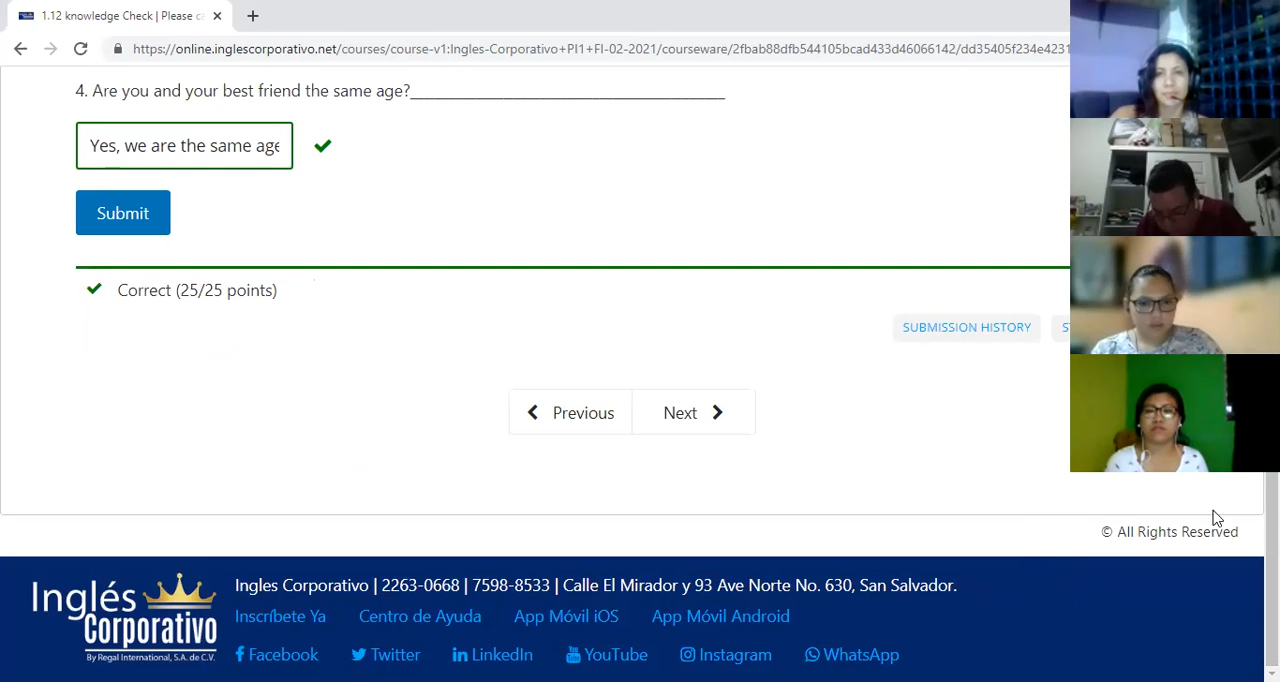 1.12 knowledge Check | Please ca
https://online.inglescorporativo.net/courses/course-v1:Ingles-Corporativo+PI1+FI-02-2021/courseware/2fbab88dfb544105bcad433d46066142/dd35405f234e4231
4. Are you and your best friend the same age?___________________________________
Yes, we are the same age
Submit
Correct (25/25 points)
SUBMISSION HISTORY
Previous
Next
© All Rights Reserved
Inglés Corporativo
By Regal International, S.A. de C.V.
Ingles Corporativo | 2263-0668 | 7598-8533 | Calle El Mirador y 93 Ave Norte No. 630, San Salvador.
Inscríbete Ya Centro de Ayuda App Móvil iOS App Móvil Android
Facebook Twitter LinkedIn YouTube Instagram WhatsApp